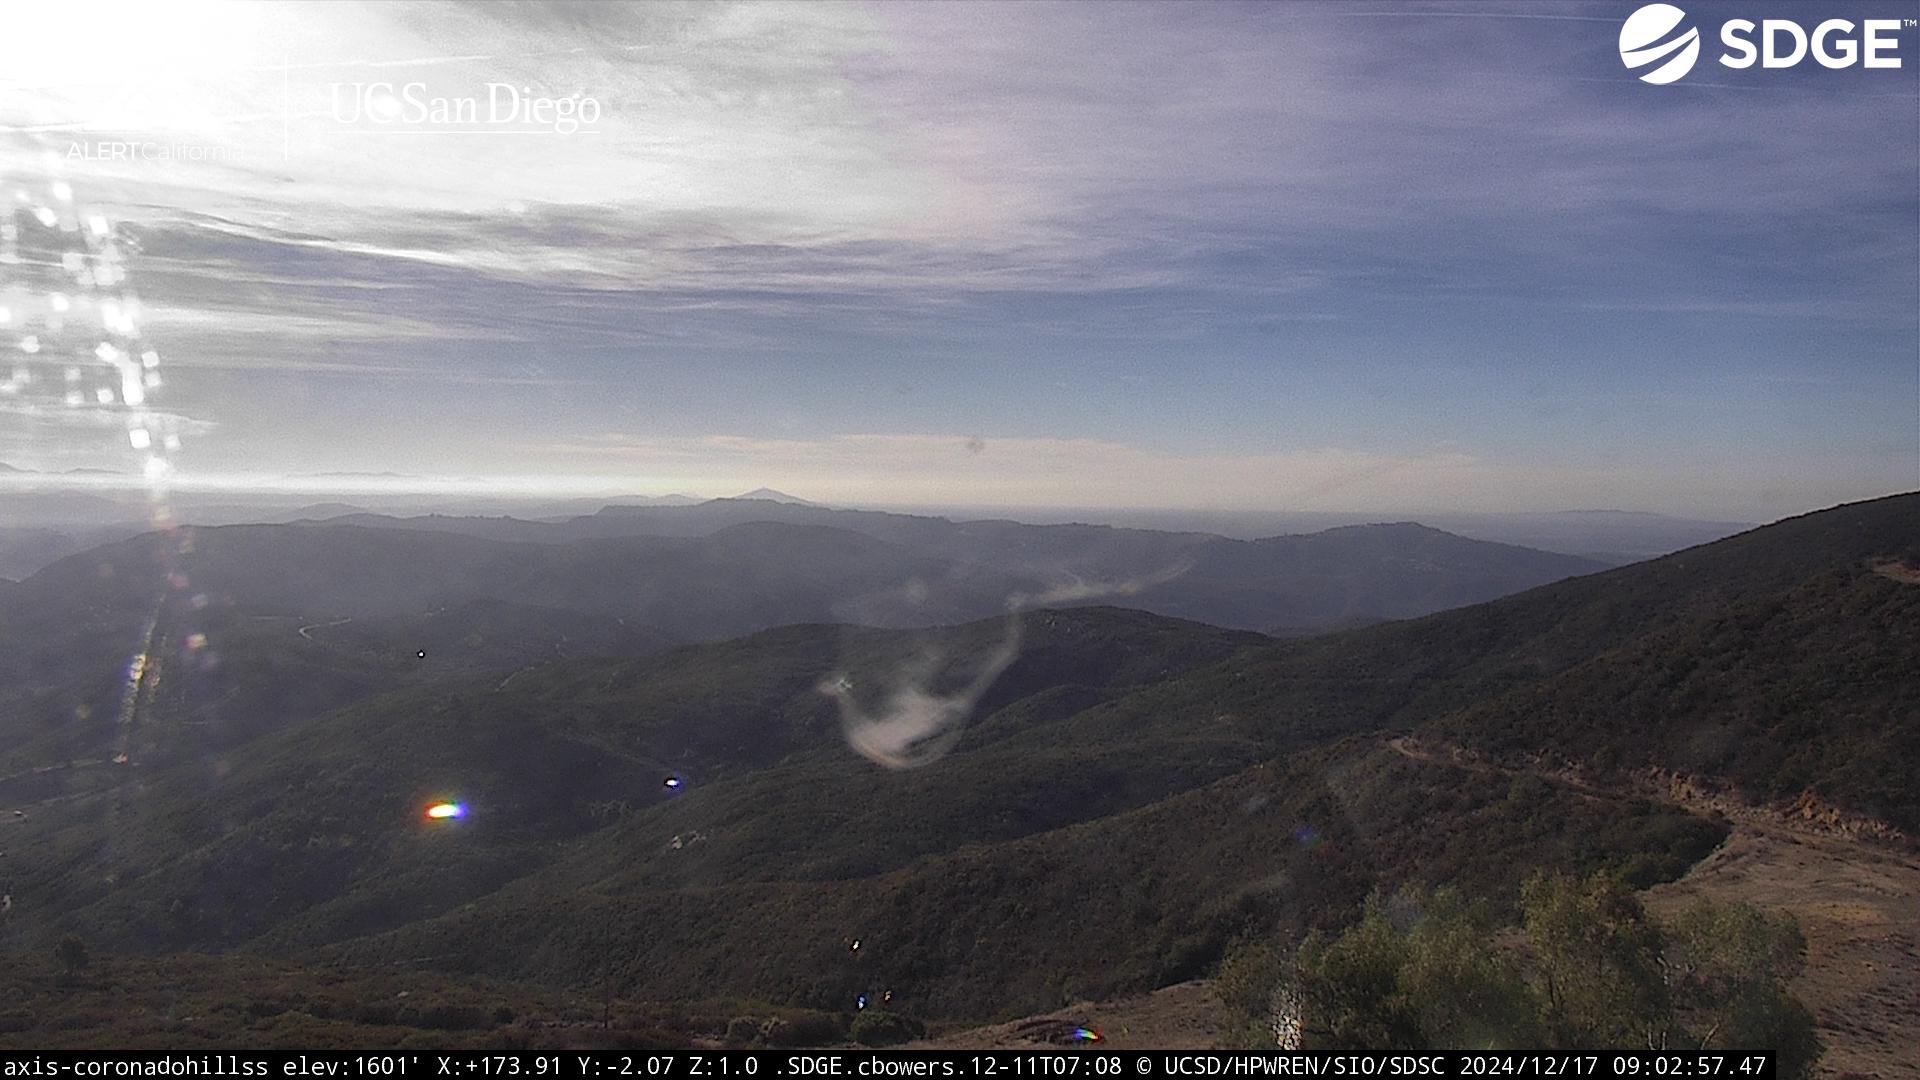 SDGE™
UC San Diego
ALERTCalifornia
axis-coronadohillss elev:1601' X:+173.91 Y:-2.07 Z:1.0 .SDGE.cbowers.12-11T07:08 © UCSD/HPWREN/SIO/SDSC 2024/12/17 09:02:57.47